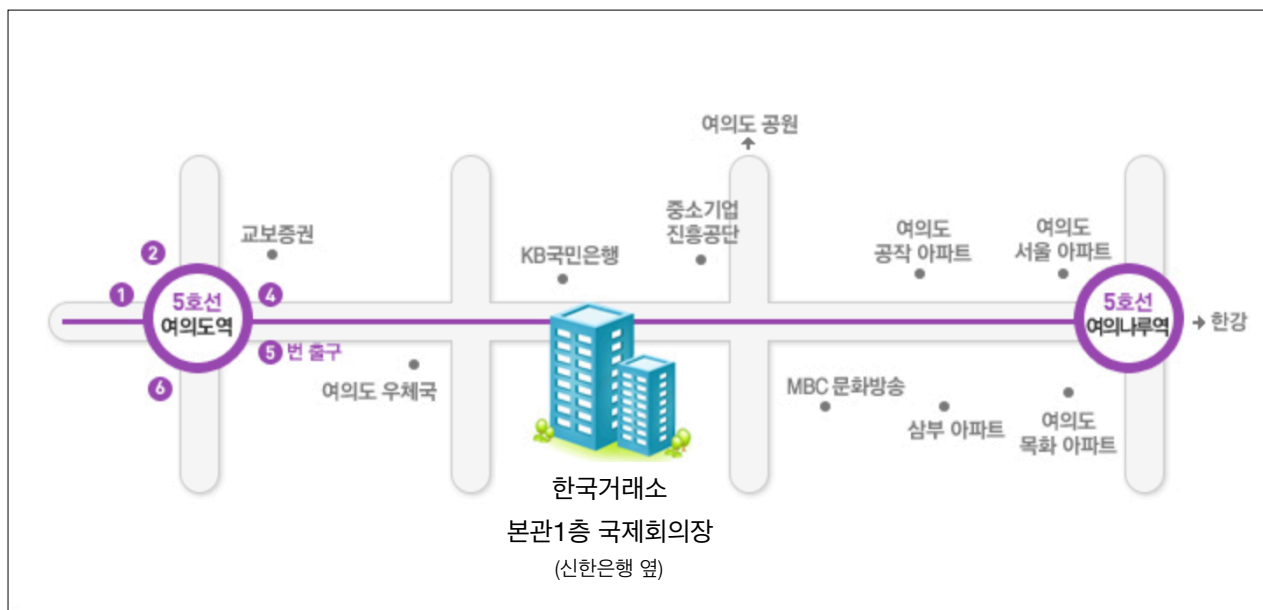 여의도 공원
교보증권
KB국민은행
중소기업
진흥공단
여의도
공작 아파트
여의도
서울 아파트
2
1
4
5호선
여의도역
5호선
여의나루역
한강
5 번 출구
6
여의도 우체국
MBC 문화방송
삼부 아파트
여의도
목화 아파트
한국거래소
본관1층 국제회의장
(신한은행 옆)